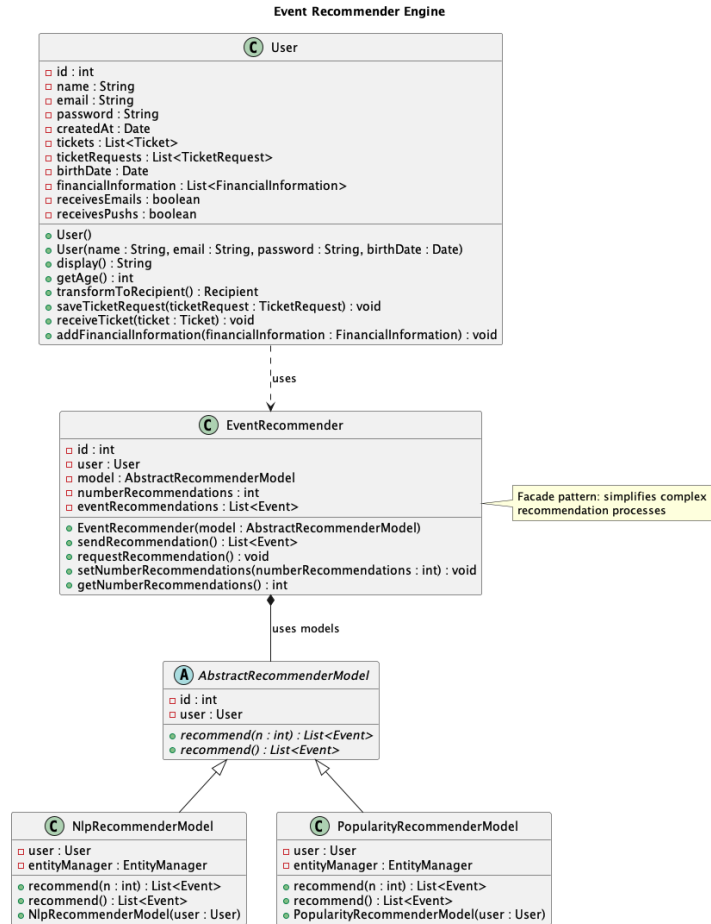 Event Recommender Engine
C User
id : int
name : String
email : String
password : String
createdAt : Date
tickets : List<Ticket>
ticketRequests : List<TicketRequest>
birthDate : Date
financialInformation : List<FinancialInformation>
receivesEmails : boolean
receivesPushs : boolean
User()
User(name : String, email : String, password : String, birthDate : Date)
display() : String
getAge() : int
transformToRecipient() : Recipient
saveTicketRequest(ticketRequest : TicketRequest) : void
receiveTicket(ticket : Ticket) : void
addFinancialInformation(financialInformation : FinancialInformation) : void
uses
C EventRecommender
id : int
user : User
model : AbstractRecommenderModel
numberRecommendations : int
eventRecommendations : List<Event>
EventRecommender(model : AbstractRecommenderModel)
sendRecommendation() : List<Event>
requestRecommendation() : void
setNumberRecommendations(numberRecommendations : int) : void
getNumberRecommendations() : int
Facade pattern: simplifies complex
recommendation processes
uses models
A AbstractRecommenderModel
id : int
user : User
recommend(n : int) : List<Event>
recommend() : List<Event>
C NlpRecommenderModel
user : User
entityManager : EntityManager
recommend(n : int) : List<Event>
recommend() : List<Event>
NlpRecommenderModel(user : User)
C PopularityRecommenderModel
user : User
entityManager : EntityManager
recommend(n : int) : List<Event>
recommend() : List<Event>
PopularityRecommenderModel(user : User)